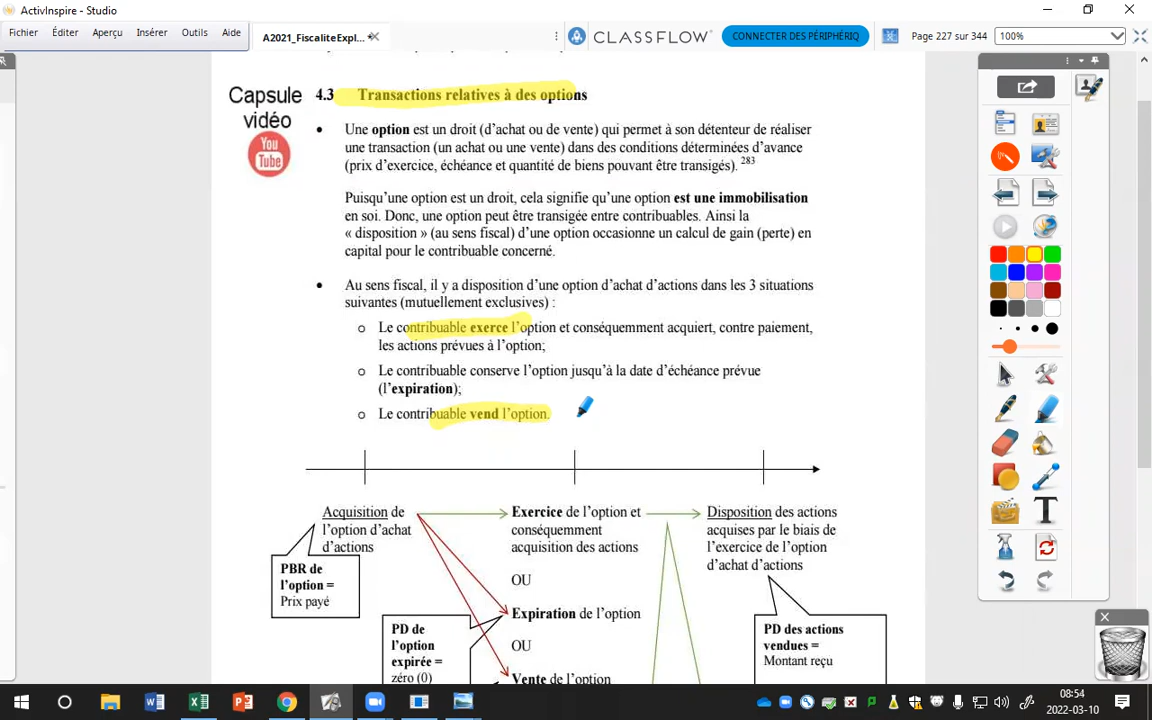 ActivInspire - Studio
Fichier Éditer Aperçu Insérer Outils Aide
A2021_FiscaliteExpl...
CLASSFLOW
CONNECTER DES PÉRIPHÉRIQ
Page 227 sur 344
100%
Capsule
vidéo
You
Tube
4.3 Transactions relatives à des options
• Une option est un droit (d'achat ou de vente) qui permet à son détenteur de réaliser
une transaction (un achat ou une vente) dans des conditions déterminées d'avance
(prix d'exercice, échéance et quantité de biens pouvant être transigés). 283
Puisqu'une option est un droit, cela signifie qu'une option est une immobilisation
en soi. Donc, une option peut être transigée entre contribuables. Ainsi la
« disposition » (au sens fiscal) d'une option occasionne un calcul de gain (perte) en
capital pour le contribuable concerné.
• Au sens fiscal, il y a disposition d'une option d'achat d'actions dans les 3 situations
suivantes (mutuellement exclusives) :
o Le contribuable exerce l'option et conséquemment acquiert, contre paiement,
les actions prévues à l'option;
o Le contribuable conserve l'option jusqu'à la date d'échéance prévue
(l'expiration);
o Le contribuable vend l'option.
Acquisition de
l'option d'achat
d'actions
PBR de
l'option =
Prix payé
Exercice de l'option et
conséquemment
acquisition des actions
OU
Expiration de l'option
OU
Vente de l'option
PD de
l'option
expirée =
zéro (0)
Disposition des actions
acquises par le biais de
l'exercice de l'option
d'achat d'actions
PD des actions
vendues =
Montant reçu
08:54
2022-03-10